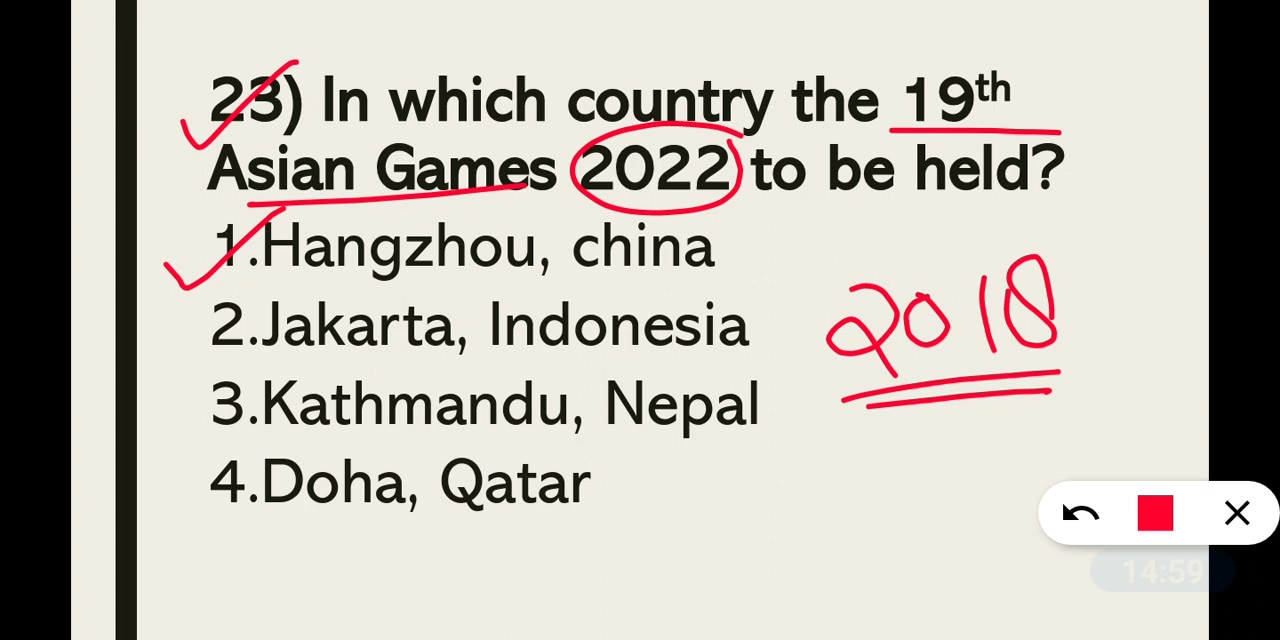 23) In which country the 19th
Asian Games 2022 to be held?
1.Hangzhou, china
2.Jakarta, Indonesia
2018
3.Kathmandu, Nepal
4.Doha, Qatar
14:59